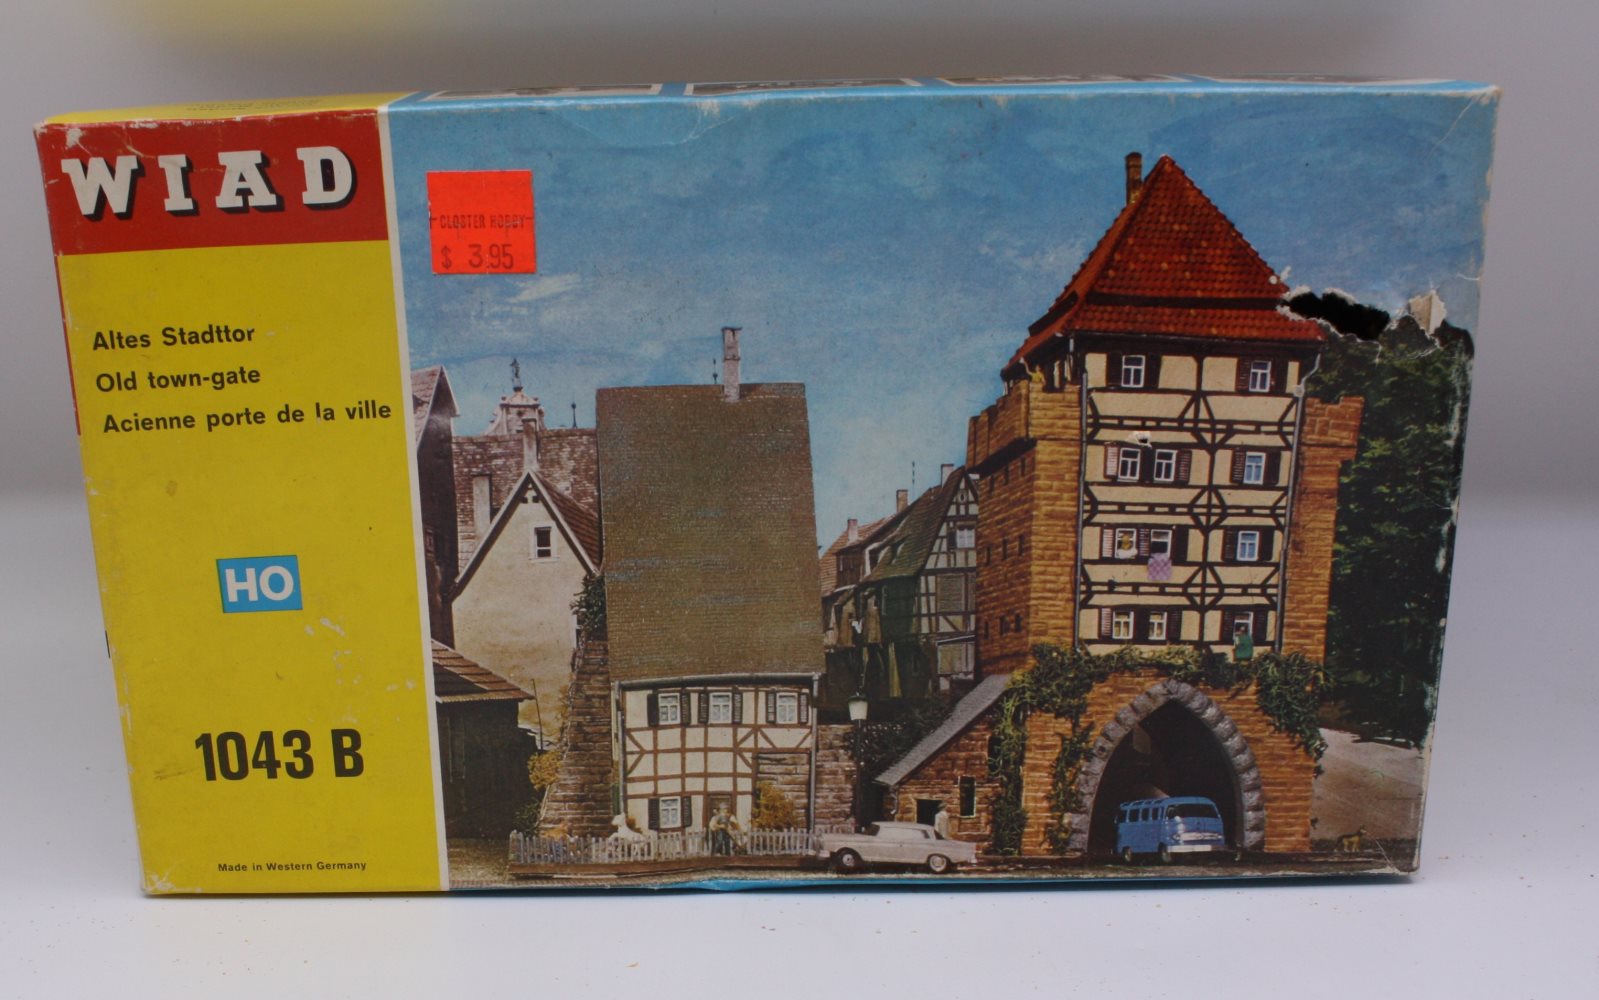 WIAD
CLOSTER HOBBY
$ 3.95
Altes Stadttor
Old town-gate
Acienne porte de la ville
HO
1043 B
Made in Western Germany